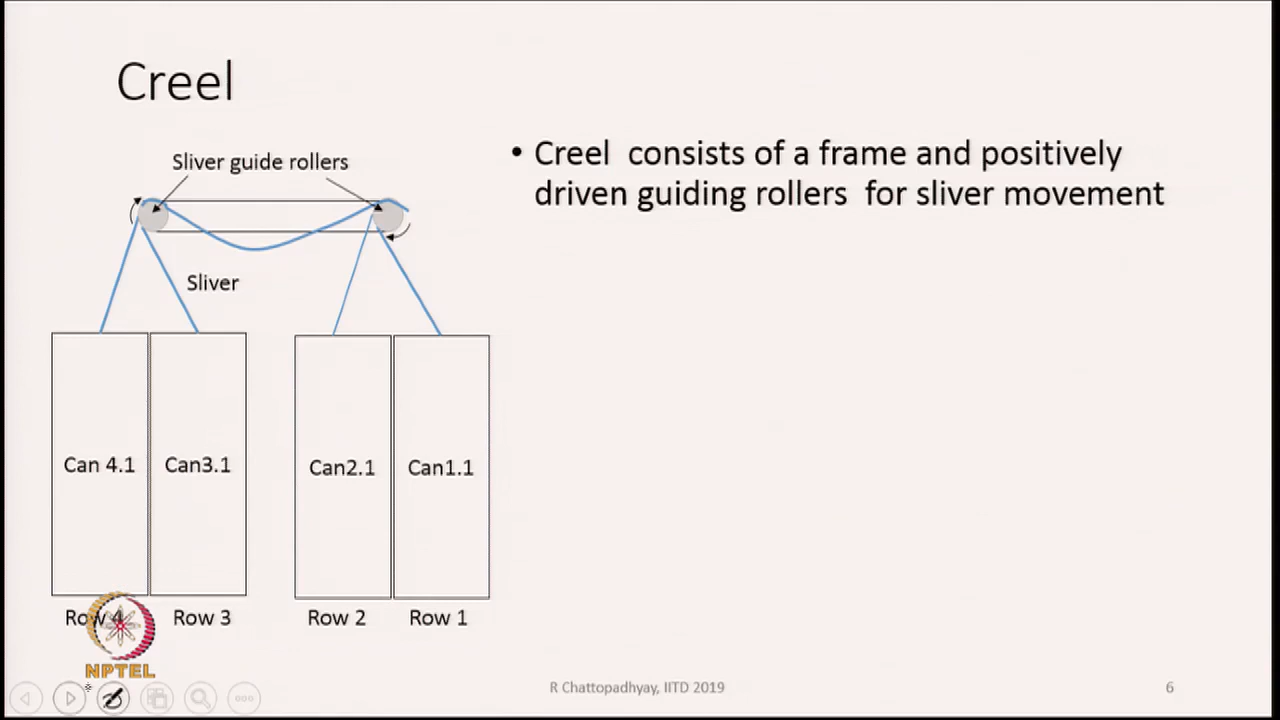 Creel
Sliver guide rollers
• Creel consists of a frame and positively
driven guiding rollers for sliver movement
Sliver
Can 4.1
Can3.1
Can2.1
Can1.1
Row 4
Row 3
Row 2
Row 1
NPTEL
R Chattopadhyay, IITD 2019
6